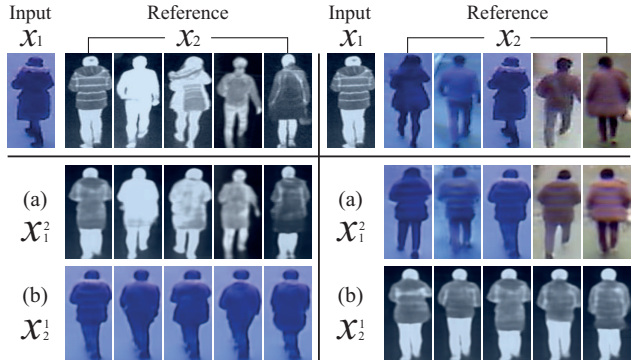 Input Reference Input Reference
x₁ x₂ x₁ x₂
(a) (a)
x₁² x₁²
(b) (b)
x₂¹ x₂¹